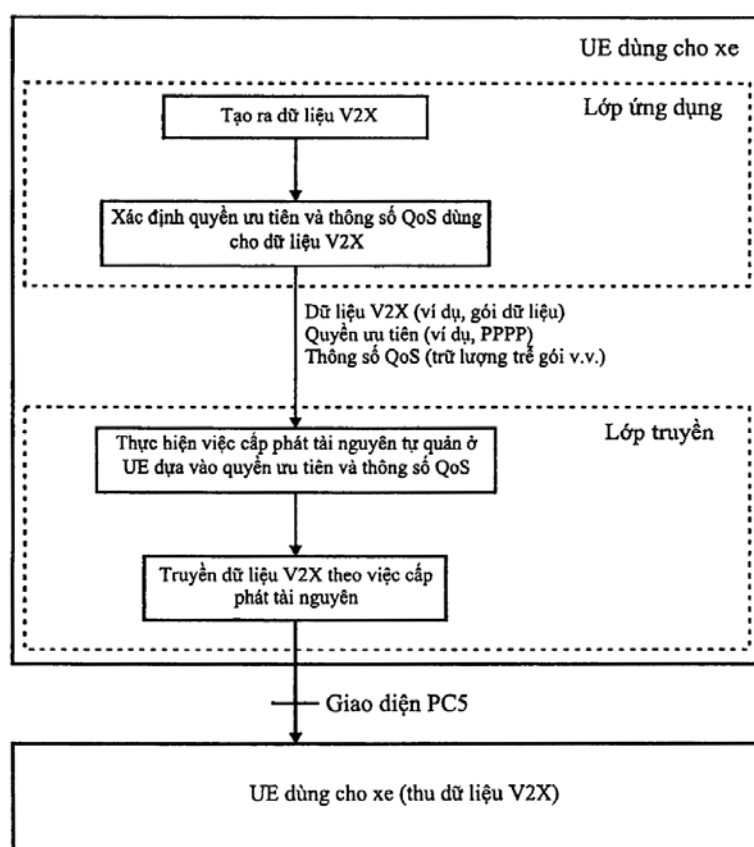 UE dùng cho xe
Lớp ứng dụng
Tạo ra dữ liệu V2X
Xác định quyền ưu tiên và thông số QoS dùng
cho dữ liệu V2X
Dữ liệu V2X (ví dụ, gói dữ liệu)
Quyền ưu tiên (ví dụ, PPPP)
Thông số QoS (trữ lượng trễ gói v.v.)
Lớp truyền
Thực hiện việc cấp phát tài nguyên tự quản ở
UE dựa vào quyền ưu tiên và thông số QoS
Truyền dữ liệu V2X theo việc cấp
phát tài nguyên
Giao diện PC5
UE dùng cho xe (thu dữ liệu V2X)